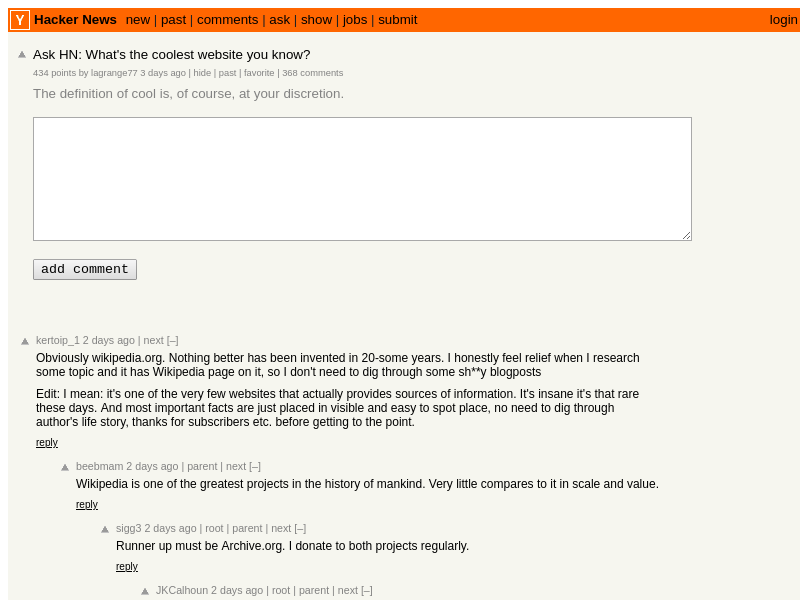 Y Hacker News new | past | comments | ask | show | jobs | submit login
Ask HN: What's the coolest website you know?
434 points by lagrange77 3 days ago | hide | past | favorite | 368 comments
The definition of cool is, of course, at your discretion.
add comment
kertoip_1 2 days ago | next [–]
Obviously wikipedia.org. Nothing better has been invented in 20-some years. I honestly feel relief when I research
some topic and it has Wikipedia page on it, so I don't need to dig through some sh**y blogposts
Edit: I mean: it's one of the very few websites that actually provides sources of information. It's insane it's that rare
these days. And most important facts are just placed in visible and easy to spot place, no need to dig through
author's life story, thanks for subscribers etc. before getting to the point.
reply
beebmam 2 days ago | parent | next [–]
Wikipedia is one of the greatest projects in the history of mankind. Very little compares to it in scale and value.
reply
sigg3 2 days ago | root | parent | next [–]
Runner up must be Archive.org. I donate to both projects regularly.
reply
JKCalhoun 2 days ago | root | parent | next [–]